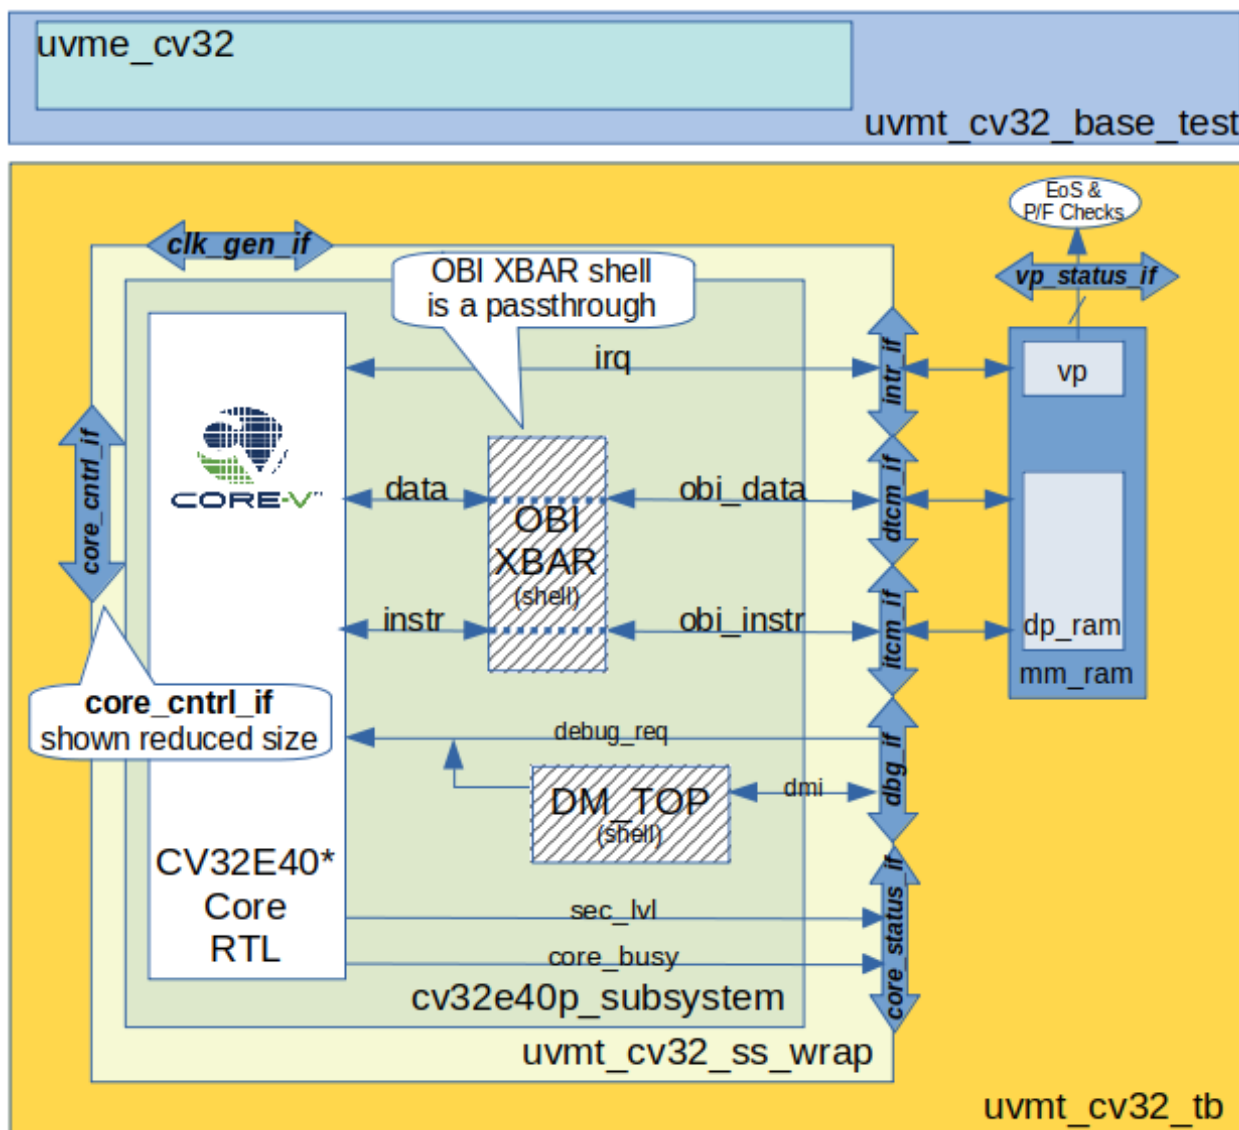 uvme_cv32
uvmt_cv32_base_test
EoS &
P/F Checks
clk_gen_if
vp_status_if
OBI XBAR shell
is a passthrough
irq
intr_if
vp
core_cntrl_if
CORE-V™
data
obi_data
dtcm_if
OBI
XBAR
(shell)
instr
obi_instr
itcm_if
dp_ram
mm_ram
core_cntrl_if
shown reduced size
debug_req
dbg_if
dmi
DM_TOP
(shell)
CV32E40*
Core
RTL
sec_lvl
core_busy
core_status_if
cv32e40p_subsystem
uvmt_cv32_ss_wrap
uvmt_cv32_tb